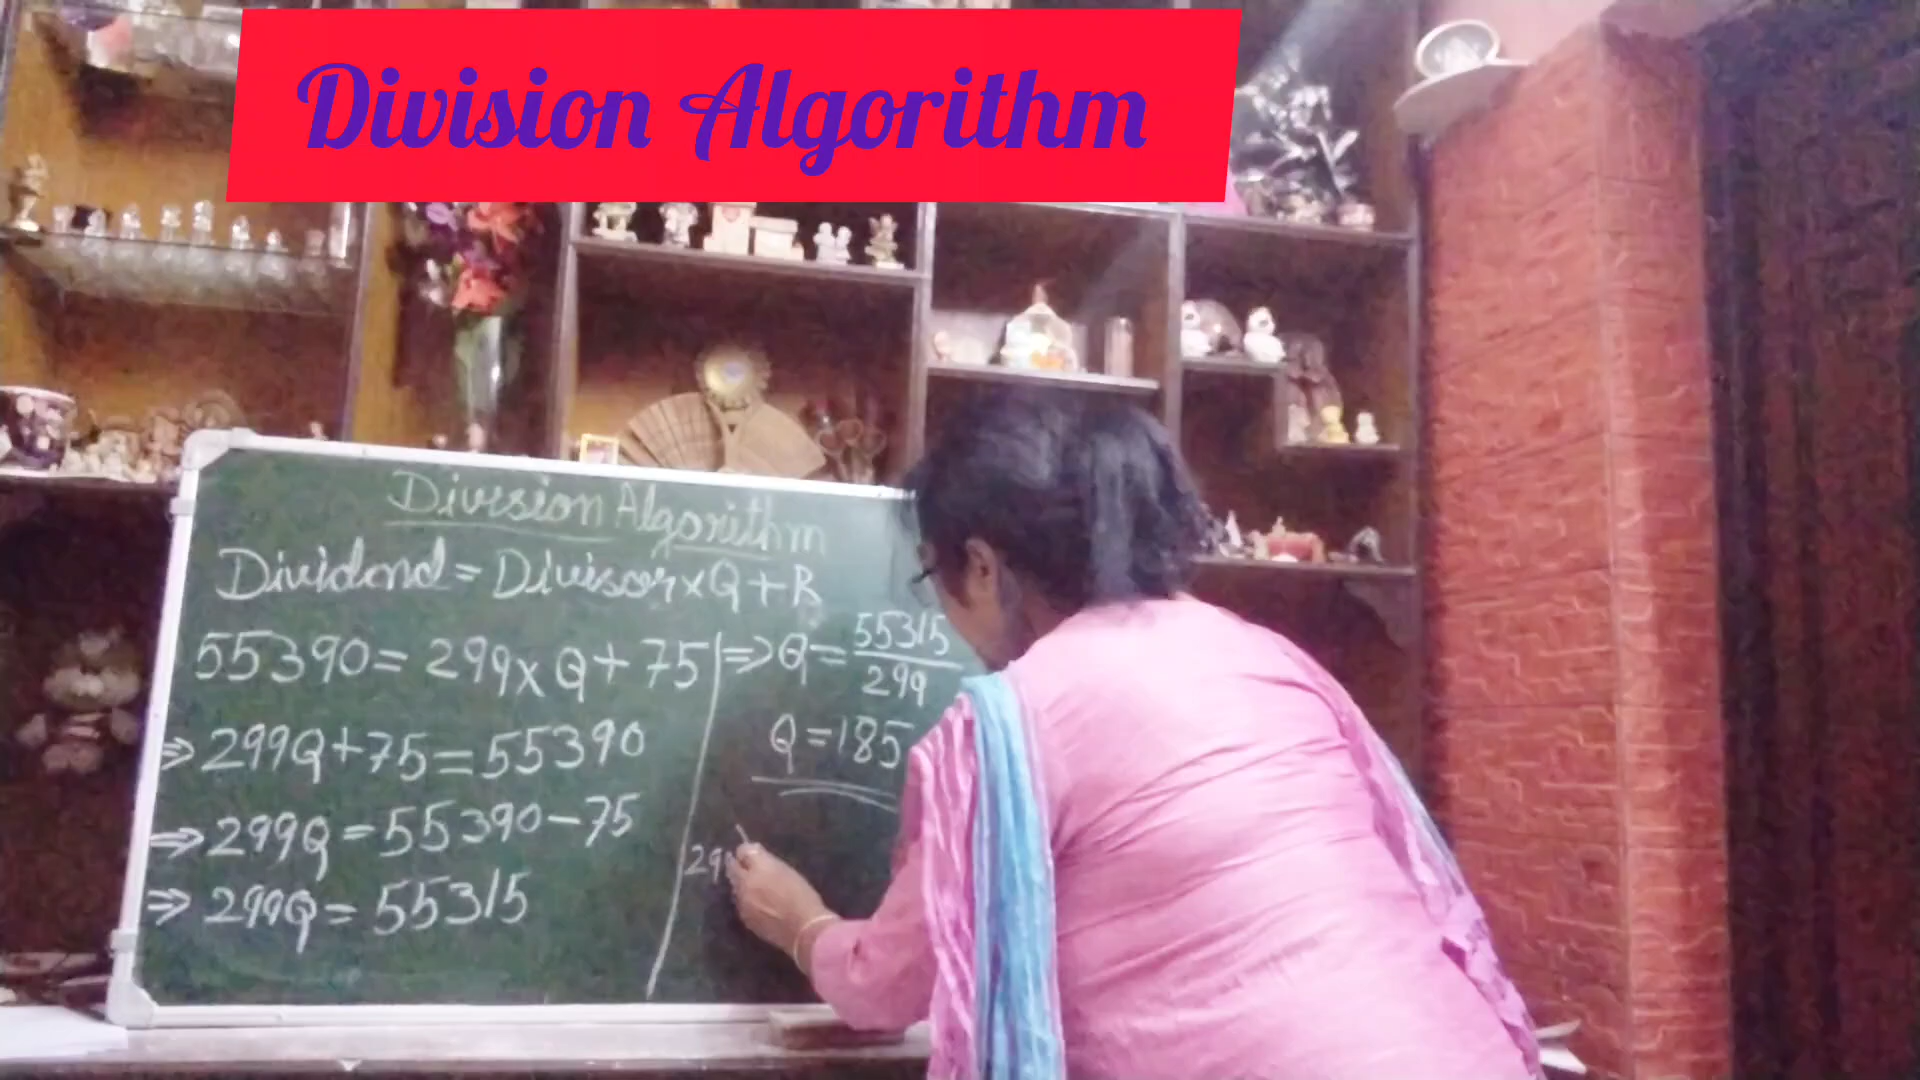 Division Algorithm
Division Algorithm
Dividend = Divisor × Q + R
55390 = 299 × Q + 75
⇒ 299Q + 75 = 55390
⇒ 299Q = 55390 - 75
⇒ 299Q = 55315
⇒ Q = 55315/299
Q = 185